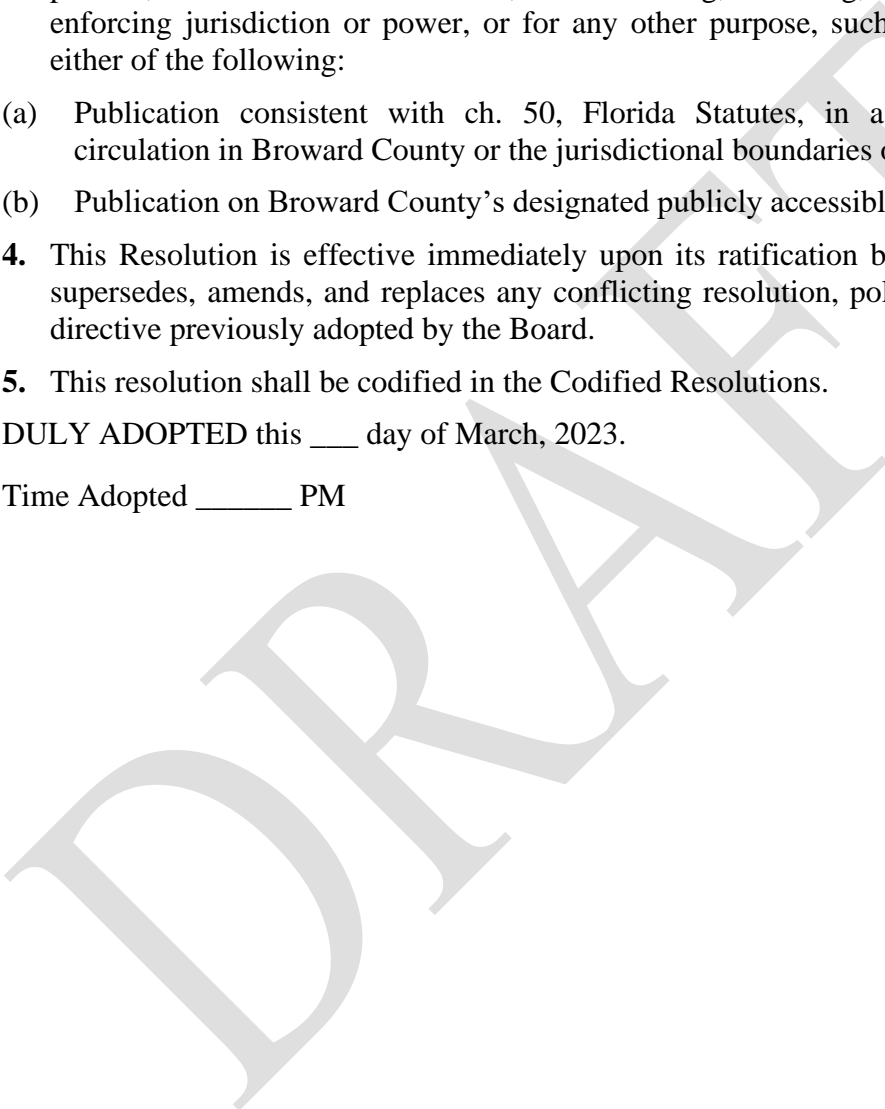 enforcing jurisdiction or power, or for any other purpose, such
either of the following:
(a) Publication consistent with ch. 50, Florida Statutes, in a
circulation in Broward County or the jurisdictional boundaries
(b) Publication on Broward County’s designated publicly
4. This Resolution is effective immediately upon its ratification
supersedes, amends, and replaces any conflicting resolution,
directive previously adopted by the Board.
5. This resolution shall be codified in the Codified Resolutions.
DULY ADOPTED this ___ day of March, 2023.
Time Adopted ______ PM
DRAFT